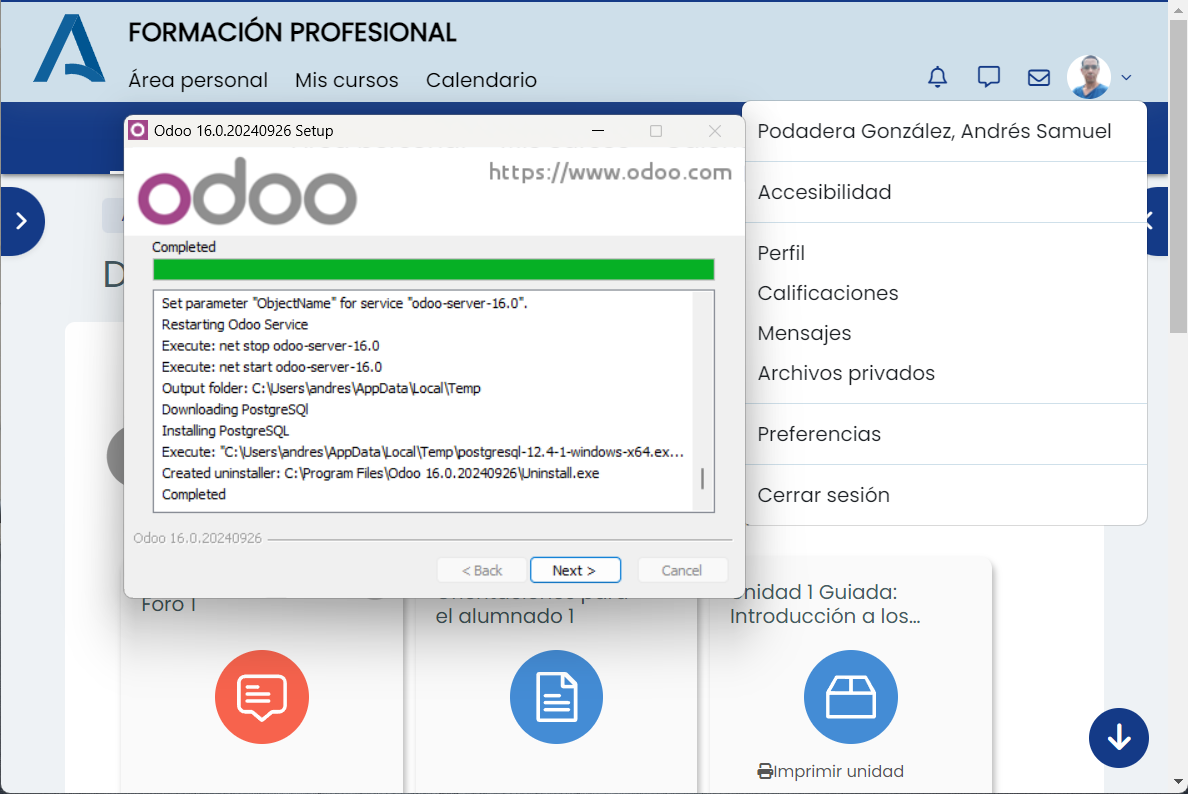 FORMACIÓN PROFESIONAL
Área personal Mis cursos Calendario
Podadera González, Andrés Samuel
Accesibilidad
Perfil
Calificaciones
Mensajes
Archivos privados
Preferencias
Cerrar sesión
Odoo 16.0.20240926 Setup
odoo
https://www.odoo.com
Completed
Set parameter "ObjectName" for service "odoo-server-16.0".
Restarting Odoo Service
Execute: net stop odoo-server-16.0
Execute: net start odoo-server-16.0
Output folder: C:\Users\andres\AppData\Local\Temp
Downloading PostgreSQl
Installing PostgreSQL
Execute: "C:\Users\andres\AppData\Local\Temp\postgresql-12.4-1-windows-x64.ex...
Created uninstaller: C:\Program Files\Odoo 16.0.20240926\Uninstall.exe
Completed
Odoo 16.0.20240926
< Back Next > Cancel
D
Foro 1
Orientaciones para
el alumnado 1
Unidad 1 Guiada:
Introducción a los...
Imprimir unidad